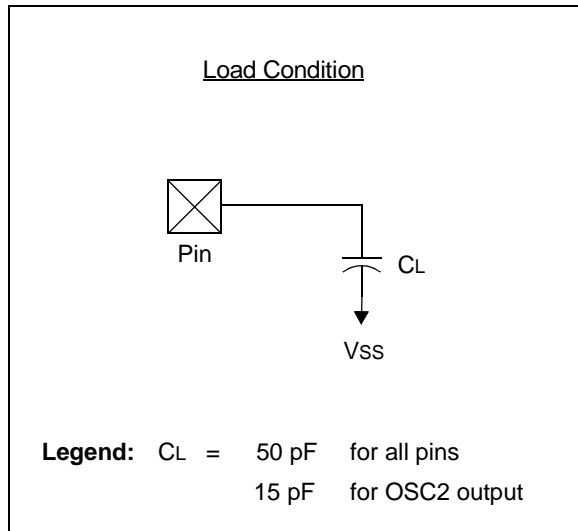 Load Condition
Pin
CL
VSS
Legend: CL = 50 pF for all pins
15 pF for OSC2 output